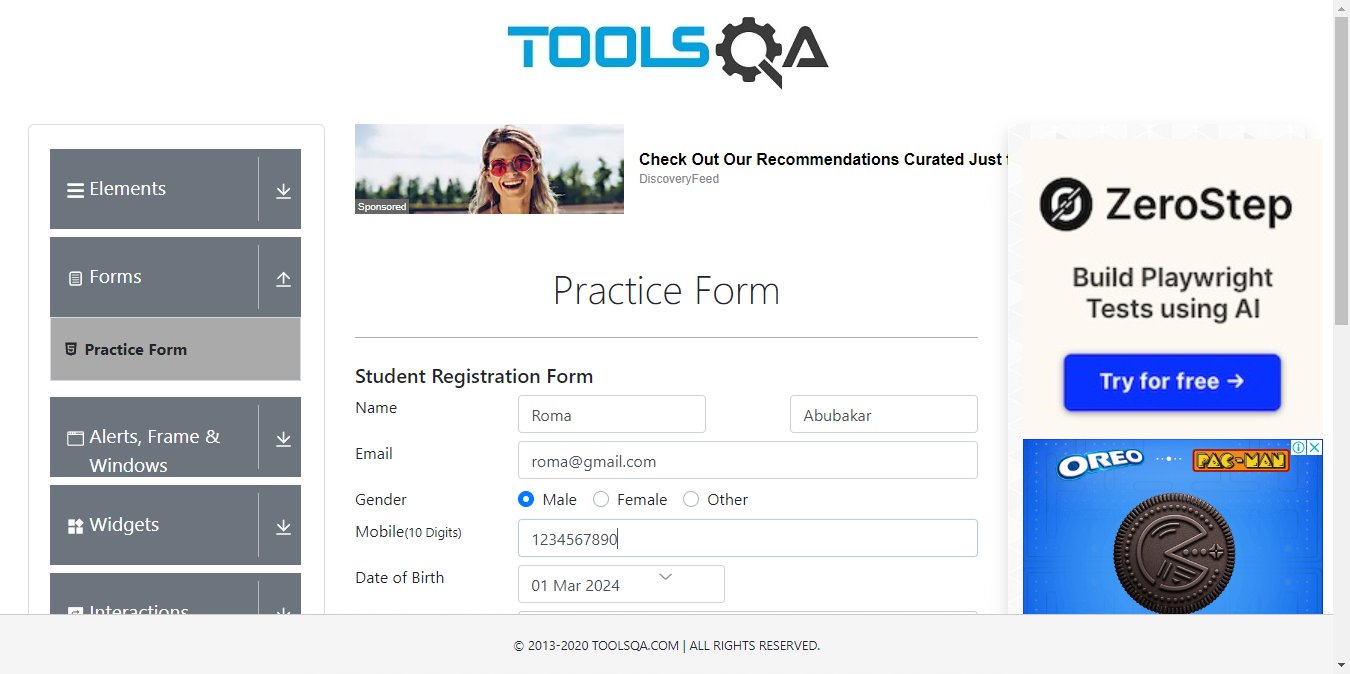 TOOLSQA
Elements
Forms
Practice Form
Alerts, Frame &
Windows
Widgets
Interactions
Sponsored
Check Out Our Recommendations Curated Just
DiscoveryFeed
Practice Form
Student Registration Form
Name Roma Abubakar
Email roma@gmail.com
Gender Male Female Other
Mobile(10 Digits) 1234567890
Date of Birth 01 Mar 2024
ZeroStep
Build Playwright
Tests using AI
Try for free →
OREO PAC-MAN
© 2013-2020 TOOLSQA.COM | ALL RIGHTS RESERVED.